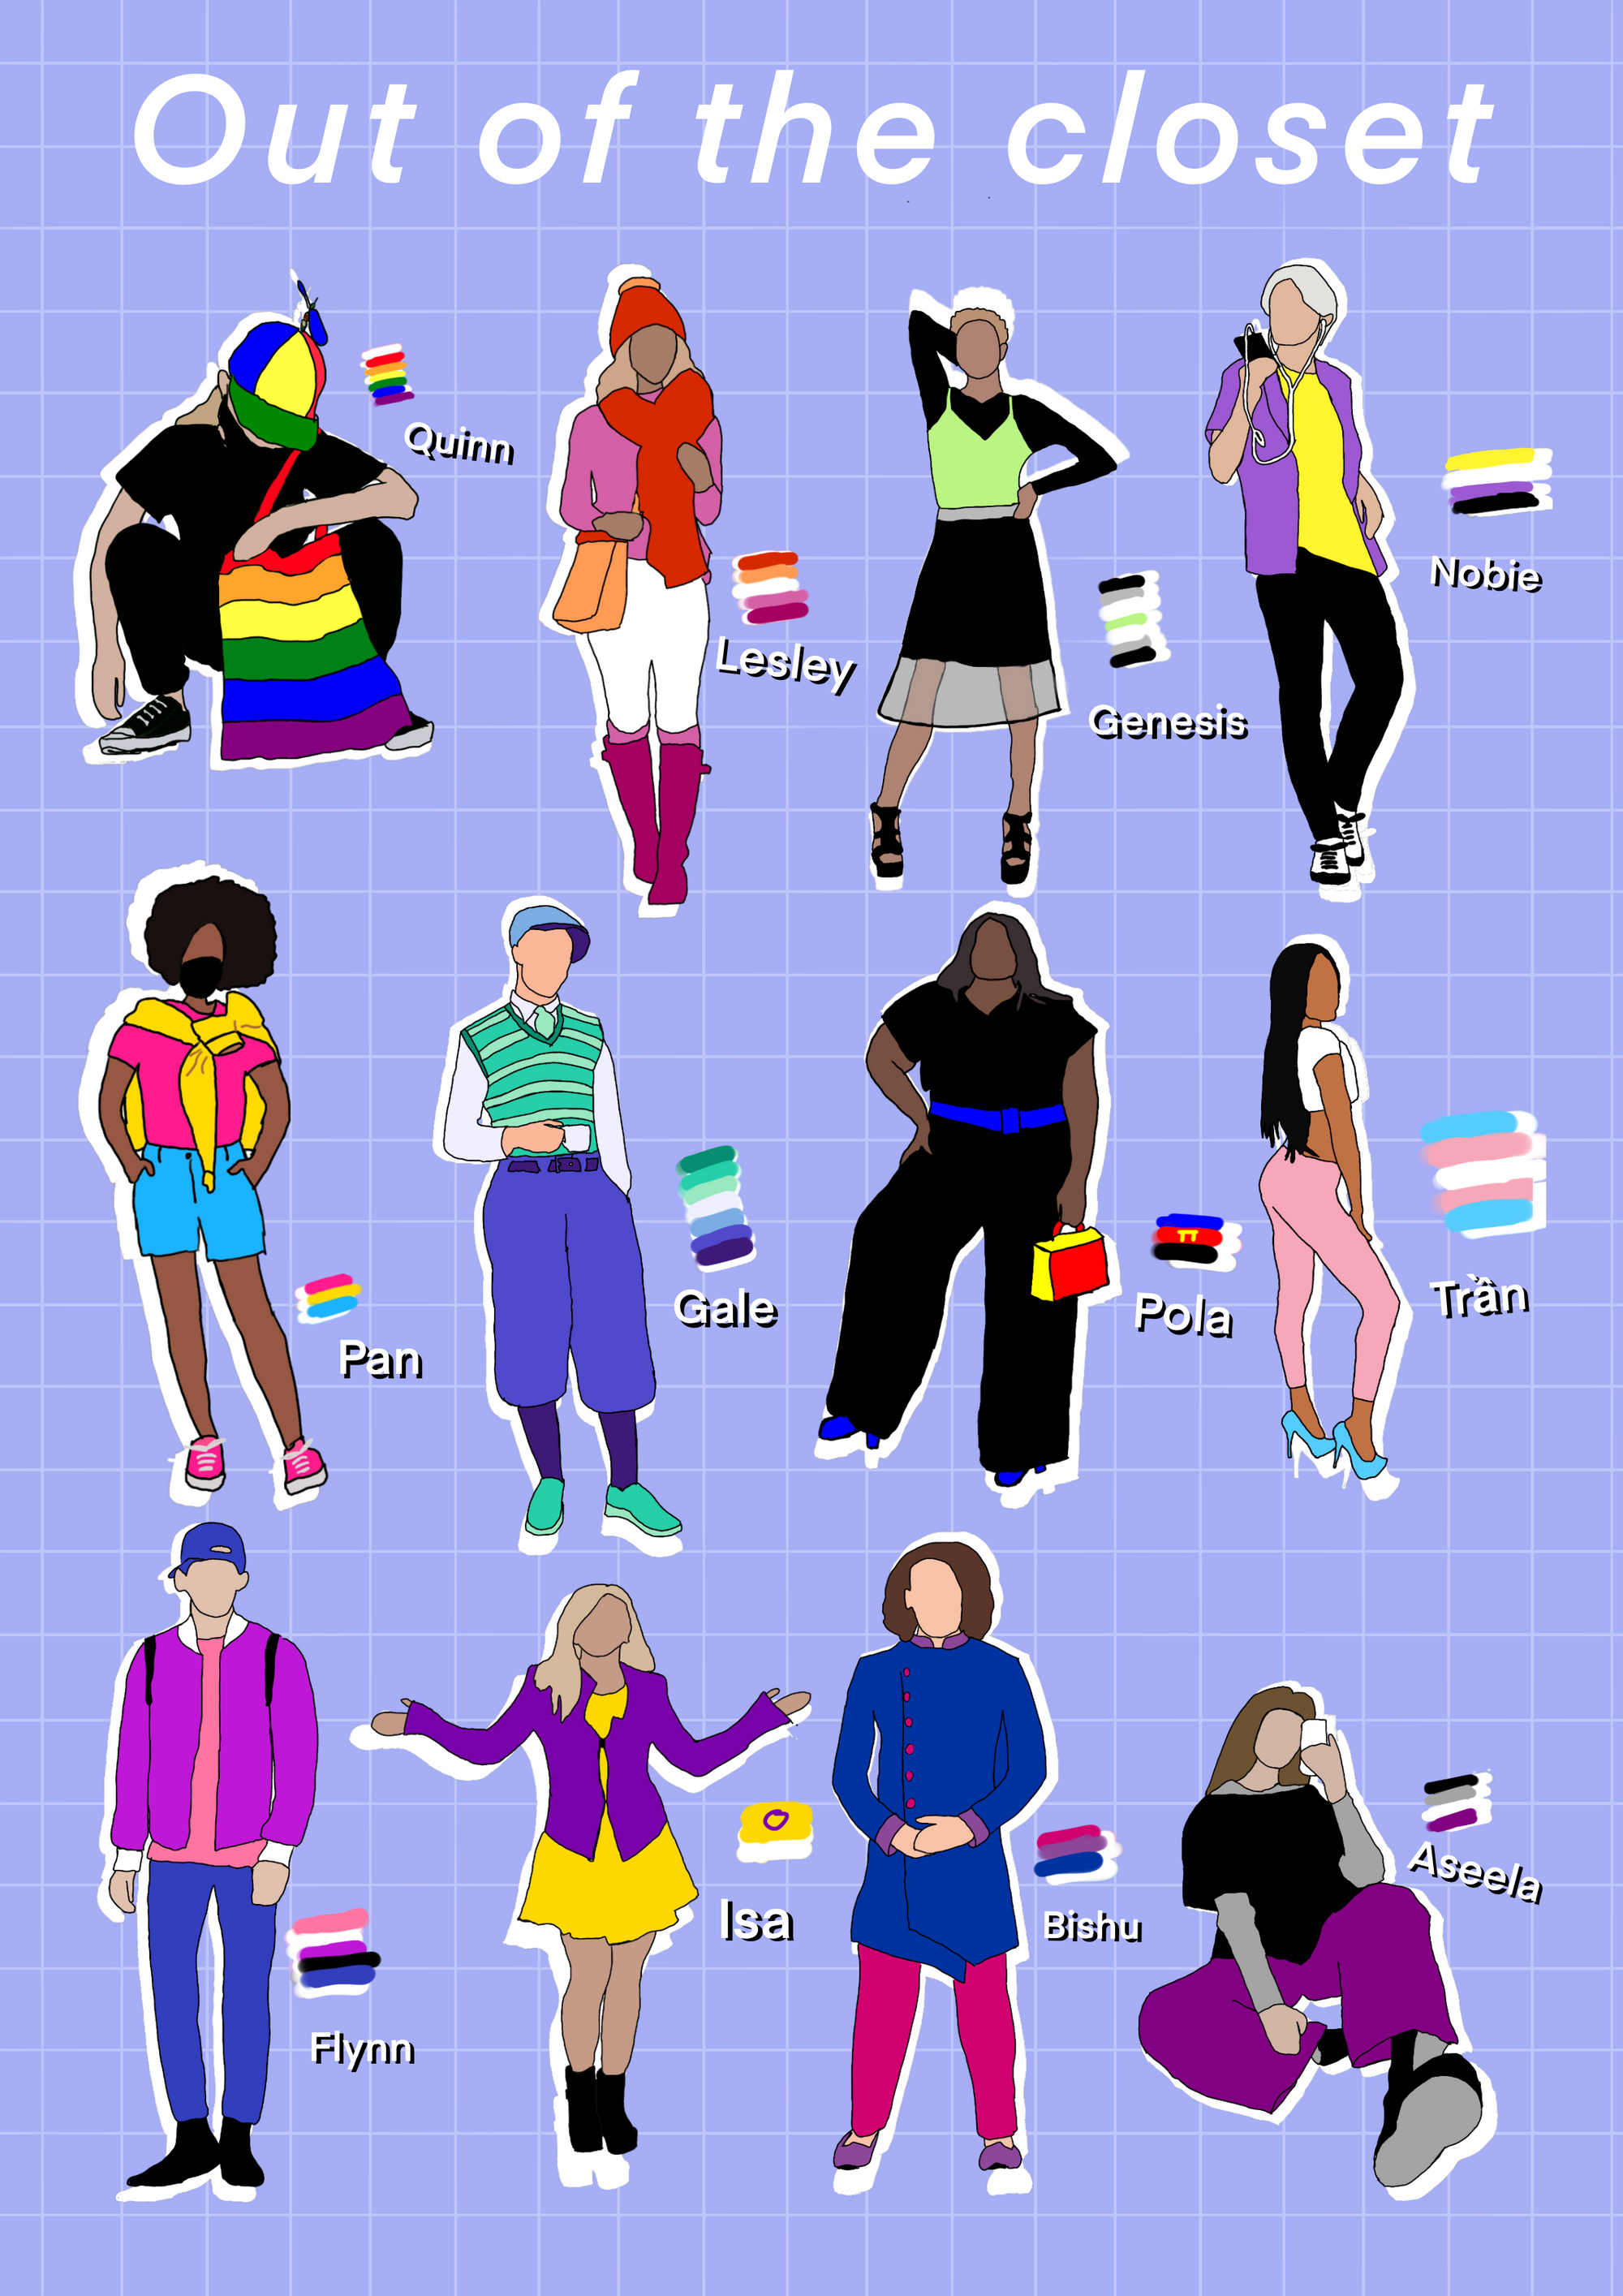 Out of the closet
Quinn
Lesley
Genesis
Nobie
Pan
Gale
π
Pola
Trần
Flynn
Isa
Bishu
Aseela